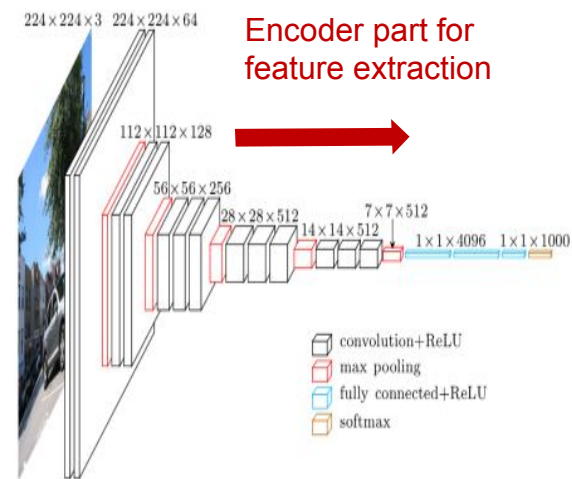 224×224×3
224×224×64
Encoder part for
feature extraction
112×112×128
56×56×256
28×28×512
14×14×512
7×7×512
1×1×4096
1×1×1000
convolution+ReLU
max pooling
fully connected+ReLU
softmax